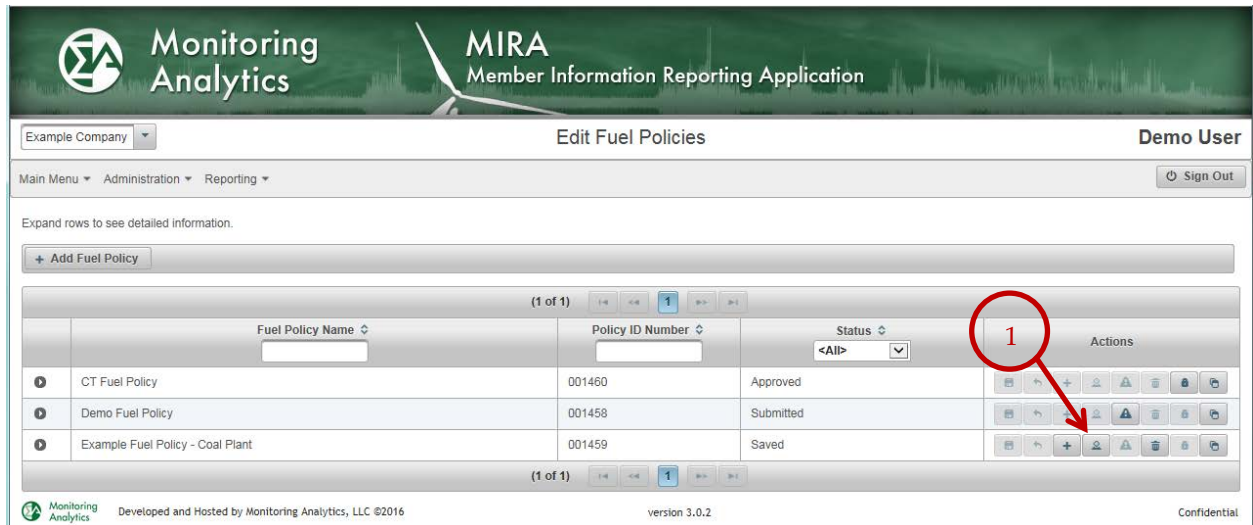 Monitoring
Analytics
MIRA
Member Information Reporting Application
Example Company
Edit Fuel Policies
Demo User
Main Menu Administration Reporting
Sign Out
Expand rows to see detailed information.
+ Add Fuel Policy
(1 of 1) 1
Fuel Policy Name Policy ID Number Status Actions
<All>
1
CT Fuel Policy 001460 Approved
Demo Fuel Policy 001458 Submitted
Example Fuel Policy - Coal Plant 001459 Saved
(1 of 1) 1
Monitoring
Analytics
Developed and Hosted by Monitoring Analytics, LLC ©2016 version 3.0.2 Confidential